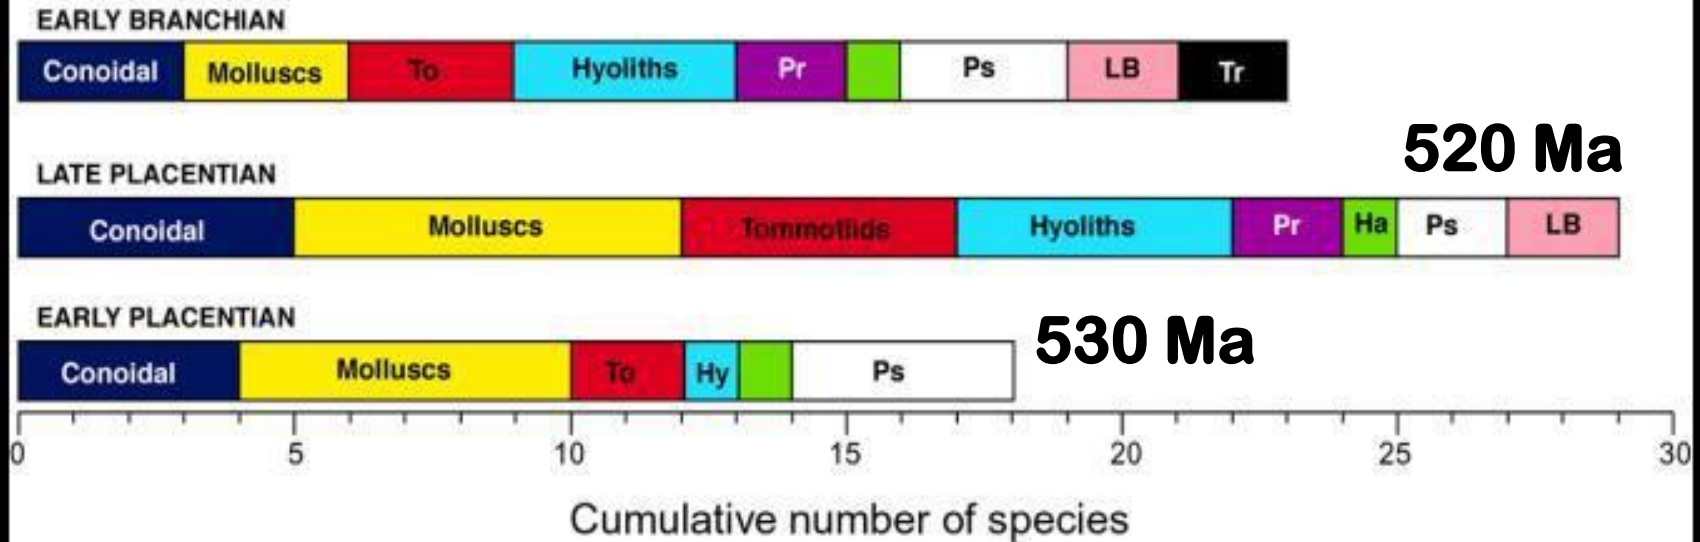 EARLY BRANCHIAN
Conoidal Molluscs To Hyoliths Pr Ps LB Tr
520 Ma
LATE PLACENTIAN
Conoidal Molluscs Tommotiids Hyoliths Pr Ha Ps LB
EARLY PLACENTIAN
530 Ma
Conoidal Molluscs To Hy Ps
0 5 10 15 20 25 30
Cumulative number of species